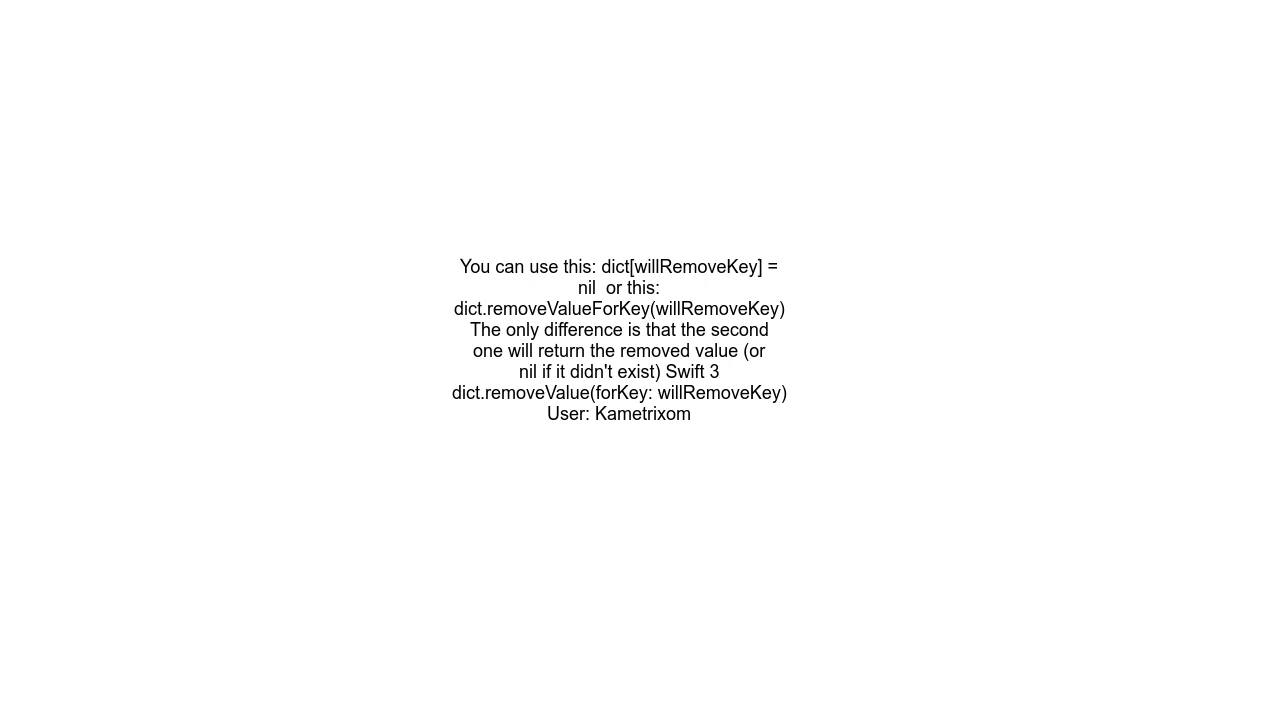 You can use this: dict[willRemoveKey] =
nil  or this:
dict.removeValueForKey(willRemoveKey)
The only difference is that the second
one will return the removed value (or
nil if it didn't exist) Swift 3
dict.removeValue(forKey: willRemoveKey)
User: Kametrixom